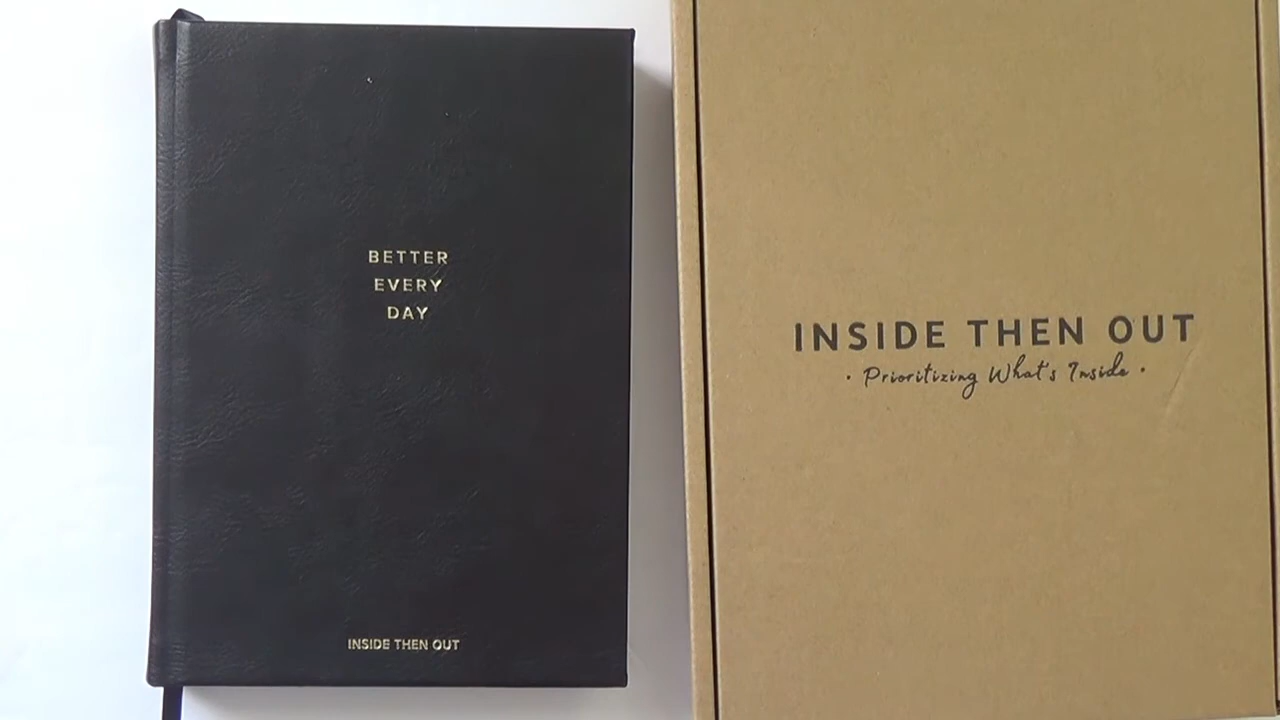 BETTER
EVERY
DAY
INSIDE THEN OUT
INSIDE THEN OUT
· Prioritizing What's Inside ·